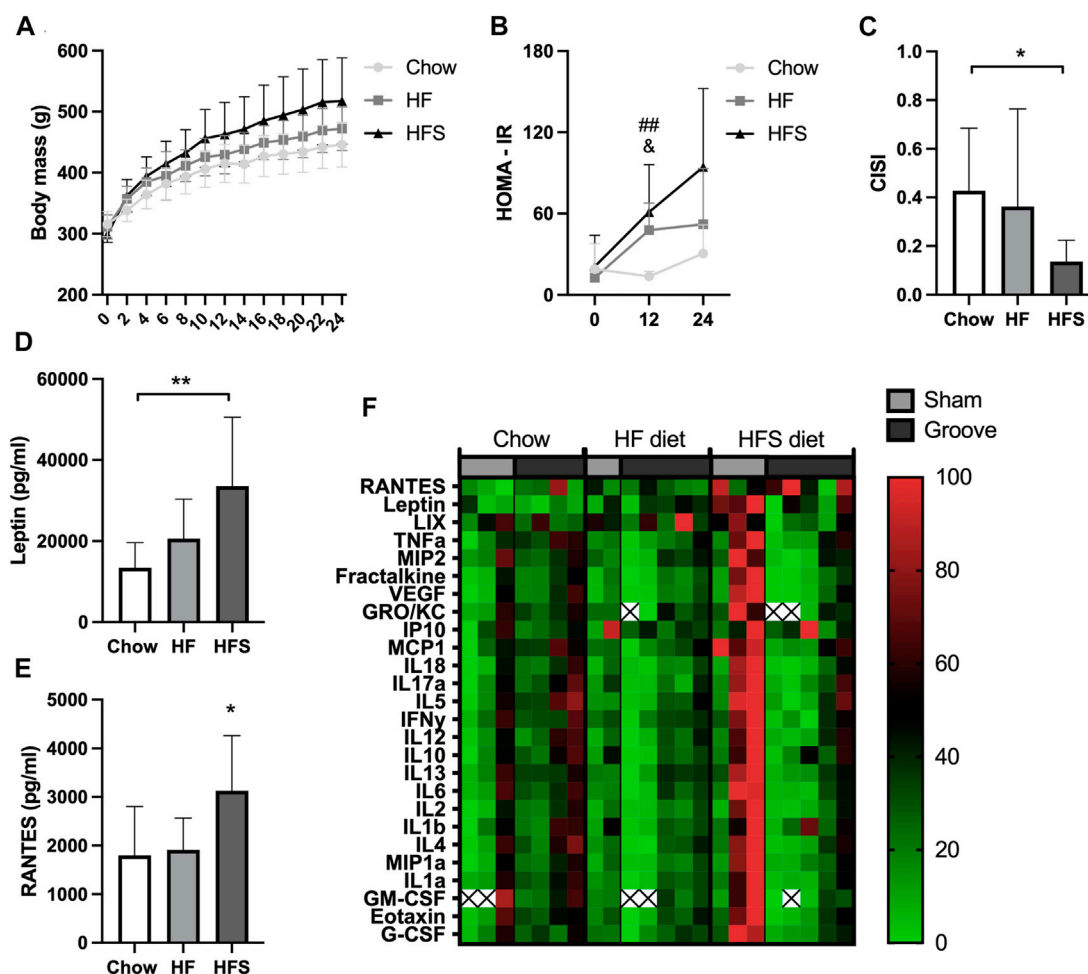 A
Body mass (g)
600
500
400
300
200
0 2 4 6 8 10 12 14 16 18 20 22 24
Chow
HF
HFS
B
HOMA - IR
180
120
60
0
##
&
0 12 24
Chow
HF
HFS
C
CISI
1.0
0.8
0.6
0.4
0.2
0.0
*
Chow HF HFS
D
Leptin (pg/ml)
60000
40000
20000
0
**
Chow HF HFS
E
RANTES (pg/ml)
5000
4000
3000
2000
1000
0
*
Chow HF HFS
F
Sham
Groove
Chow HF diet HFS diet
RANTES
Leptin
LIX
TNFa
MIP2
Fractalkine
VEGF
GRO/KC
IP10
MCP1
IL18
IL17a
IL5
IFNy
IL12
IL10
IL13
IL6
IL2
IL1b
IL4
MIP1a
IL1a
GM-CSF
Eotaxin
G-CSF
100
80
60
40
20
0